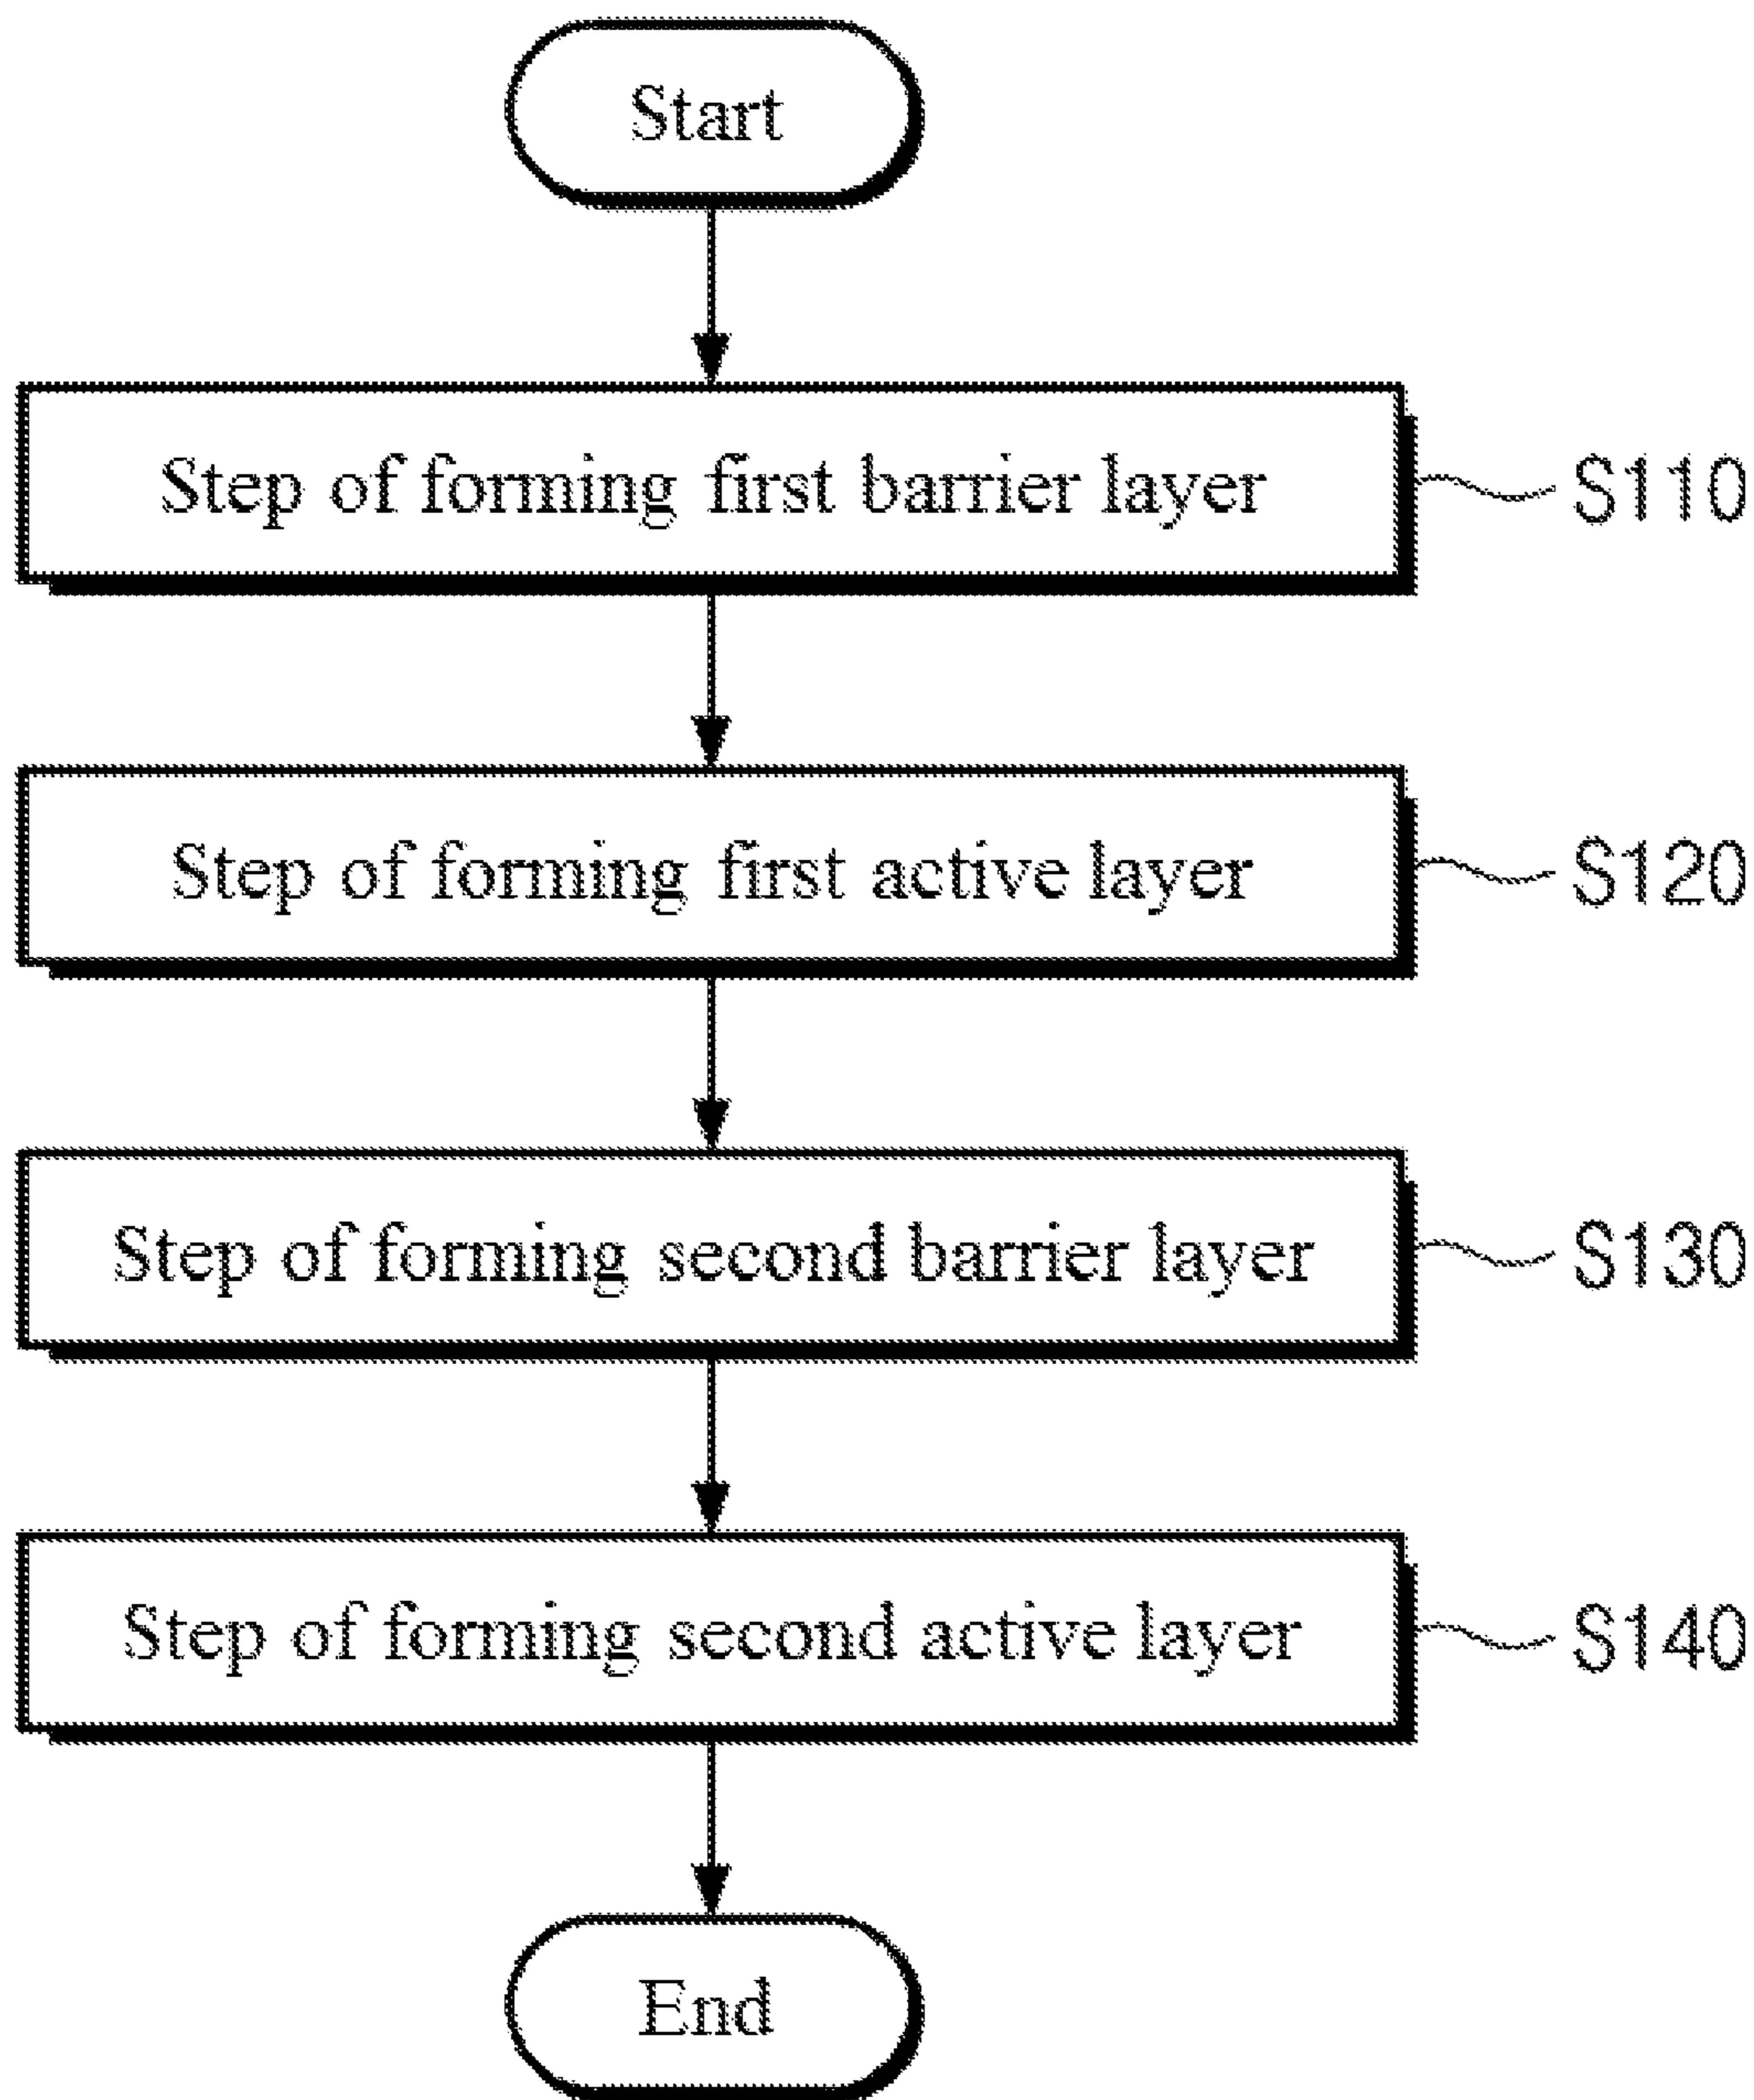 Start
Step of forming first barrier layer
S110
Step of forming first active layer
S120
Step of forming second barrier layer
S130
Step of forming second active layer
S140
End